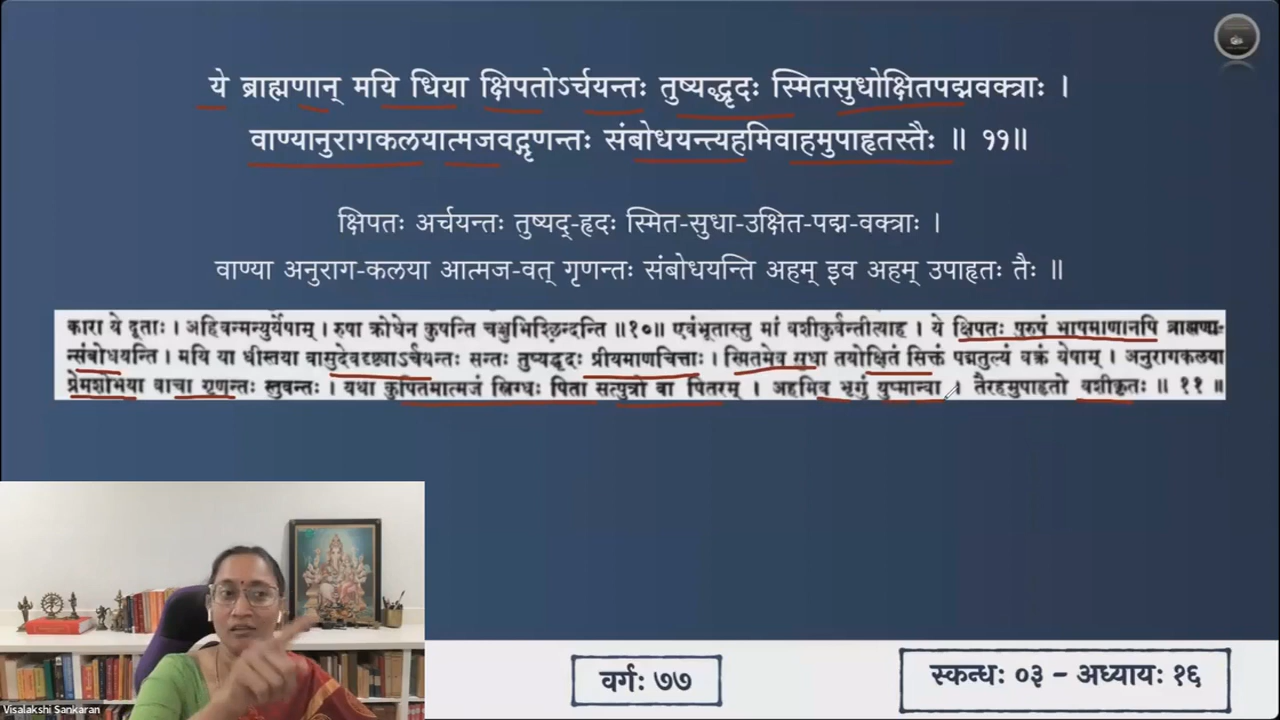 ये ब्राह्मणान् मयि धिया क्षिपतोऽर्चयन्तः तुष्यद्धृदः स्मितसुधोक्षितपद्मवक्त्राः ।
वाण्यानुरागकलयात्मजवद्गृणन्तः संबोधयन्त्यहमिवाहमुपाहृतस्तैः ॥ ११॥
क्षिपतः अर्चयन्तः तुष्यद्-हृदः स्मित-सुधा-उक्षित-पद्म-वक्त्राः ।
वाण्या अनुराग-कलया आत्मज-वत् गृणन्तः संबोधयन्ति अहम् इव अहम् उपाहृतः तैः ॥
कारा ये दूताः । अहिवन्मन्युर्येषाम् । रुषा क्रोधेन कुषन्ति चञ्चुभिश्छिन्दन्ति ॥१०॥ एवंभूतास्तु मां वशीकुर्वन्तीत्याह । ये क्षिपतः परुषं भाषमाणानपि ब्राह्मणा-
न्संबोधयन्ति । मयि या धीस्तया वासुदेवदृष्ट्याऽर्चयन्तः सन्तः तुष्यद्धृदः प्रीयमाणचित्ताः । स्मितमेव सुधा तयोक्षितं सिक्तं पद्मतुल्यं वक्त्रं येषाम् । अनुरागकलया
प्रेमशोभया वाचा गृणन्तः स्तुवन्तः । यथा कुपितमात्मजं स्निग्धः पिता सत्पुत्रो वा पितरम् । अहमिव भृगुं युष्मान्वा । तैरहमुपाहृतो वशीकृतः ॥ ११ ॥
Visalakshi Sankaran
वर्गः ७७
स्कन्धः ०३ – अध्यायः १६